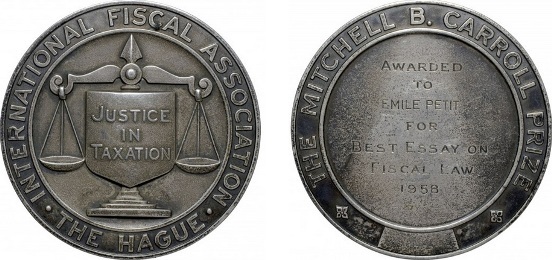 · INTERNATIONAL FISCAL ASSOCIATION ·
THE HAGUE
JUSTICE
IN
TAXATION
THE MITCHELL B. CARROLL PRIZE
AWARDED
TO
EMILE PETIT
FOR
BEST ESSAY ON
FISCAL LAW
1958